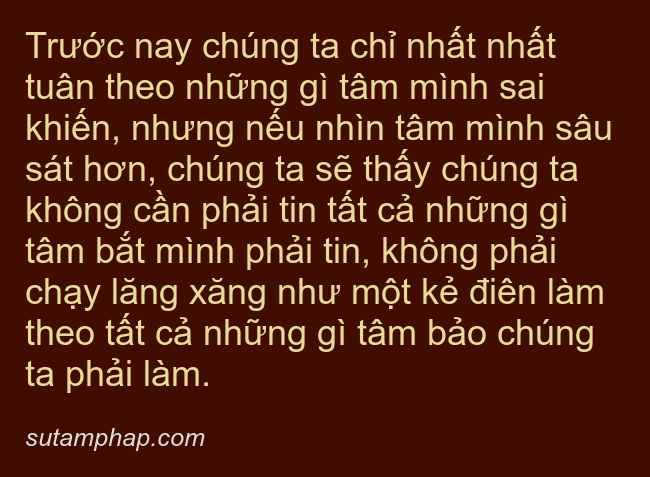 Trước nay chúng ta chỉ nhất nhất
tuân theo những gì tâm mình sai
khiến, nhưng nếu nhìn tâm mình sâu
sát hơn, chúng ta sẽ thấy chúng ta
không cần phải tin tất cả những gì
tâm bắt mình phải tin, không phải
chạy lăng xăng như một kẻ điên làm
theo tất cả những gì tâm bảo chúng
ta phải làm.
sutamphap.com